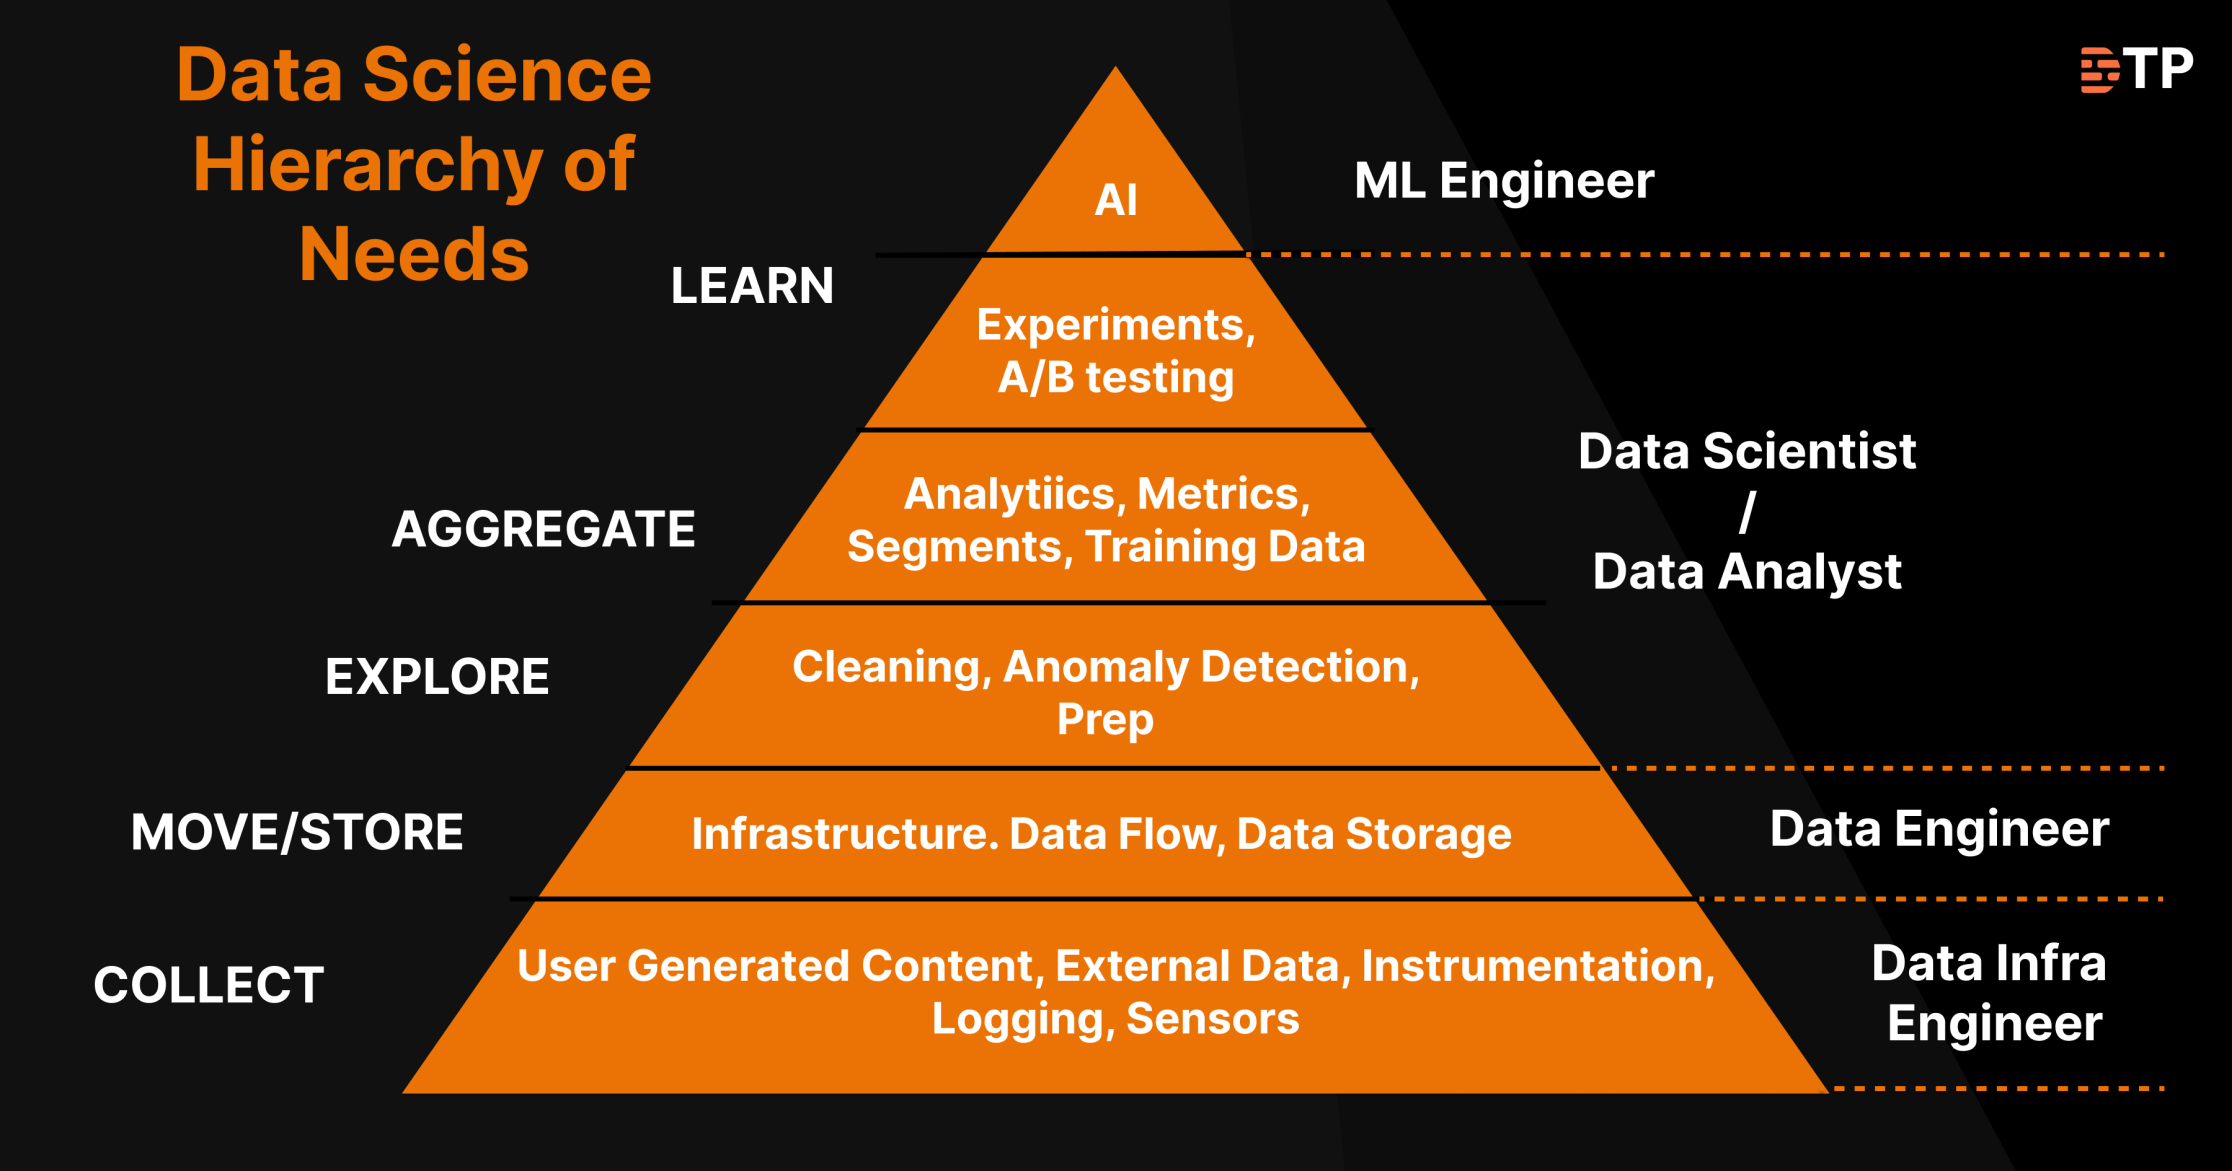 Data Science
Hierarchy of
Needs
TP
AI
ML Engineer
LEARN
Experiments,
A/B testing
AGGREGATE
Analytiics, Metrics,
Segments, Training Data
Data Scientist
/
Data Analyst
EXPLORE
Cleaning, Anomaly Detection,
Prep
MOVE/STORE
Infrastructure. Data Flow, Data Storage
Data Engineer
COLLECT
User Generated Content, External Data, Instrumentation,
Logging, Sensors
Data Infra
Engineer